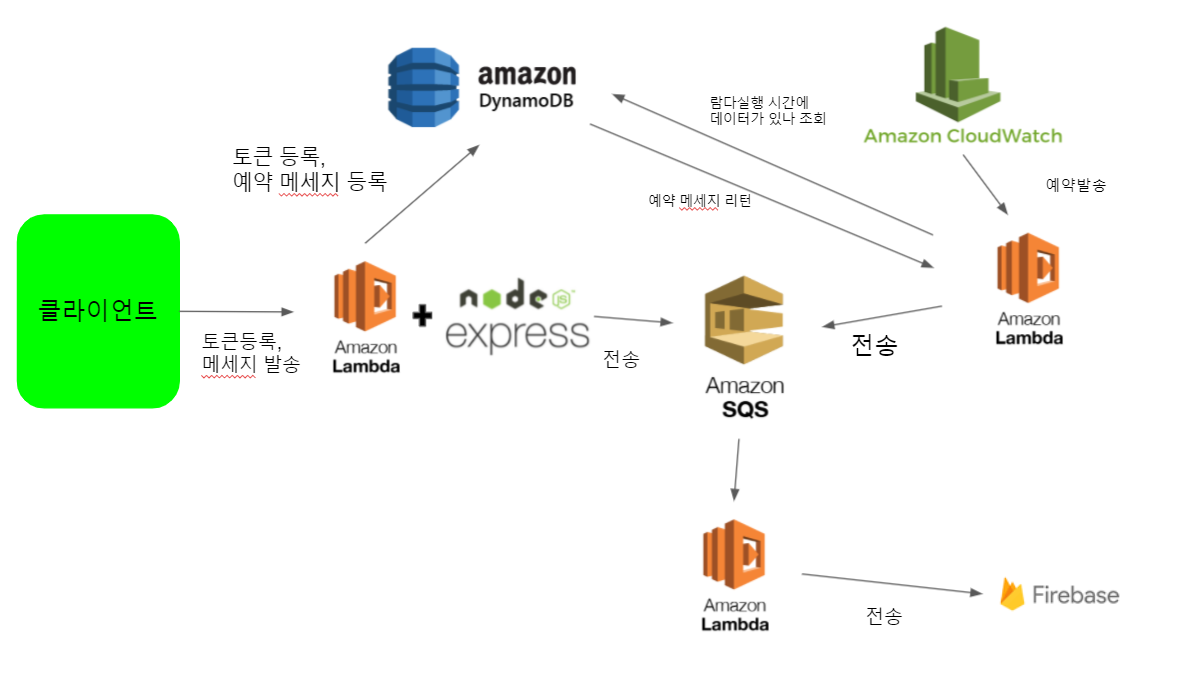 amazon
DynamoDB
람다실행 시간에
데이터가 있나 조회
Amazon CloudWatch
토큰 등록,
예약 메세지 등록
예약 메세지 리턴
예약발송
클라이언트
토큰등록,
메세지 발송
Amazon
Lambda
+
node
JS
express
전송
Amazon
SQS
전송
Amazon
Lambda
Amazon
Lambda
전송
Firebase